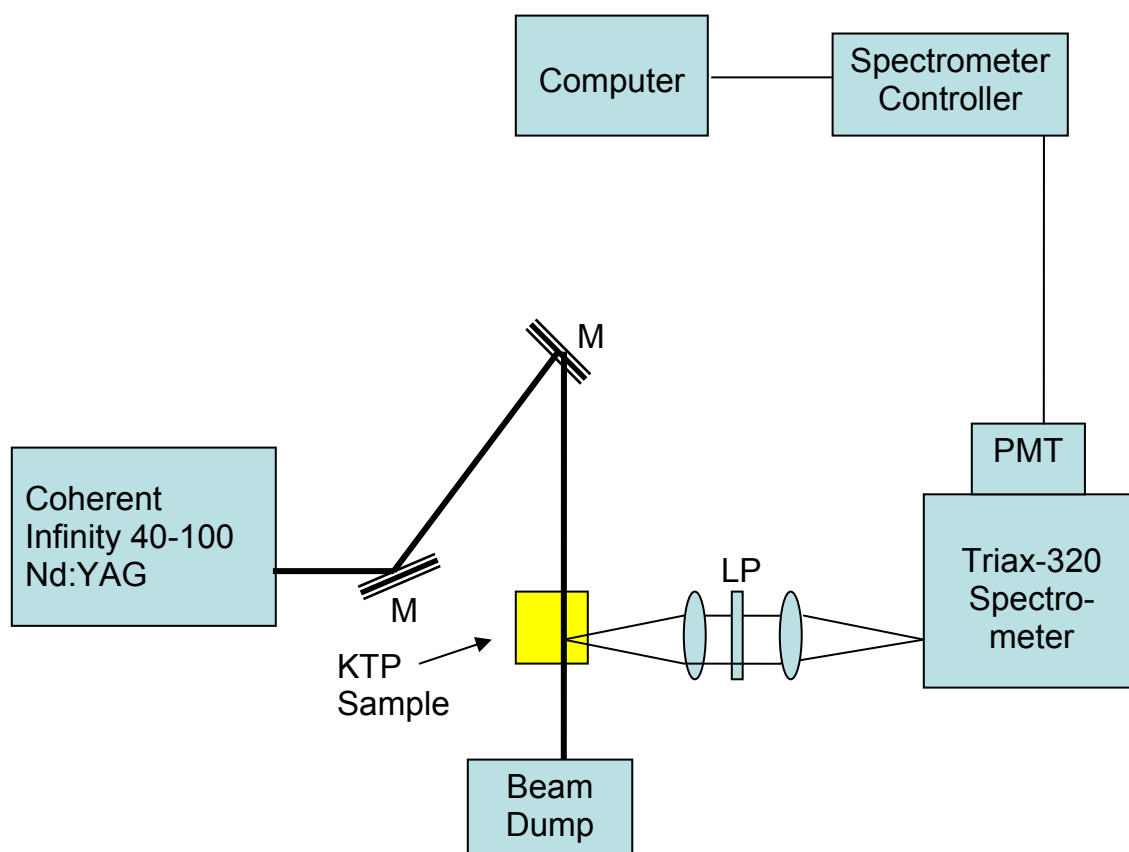 Computer
Spectrometer
Controller
M
PMT
Coherent
Infinity 40-100
Nd:YAG
M
LP
Triax-320
Spectro-
meter
KTP
Sample
Beam
Dump